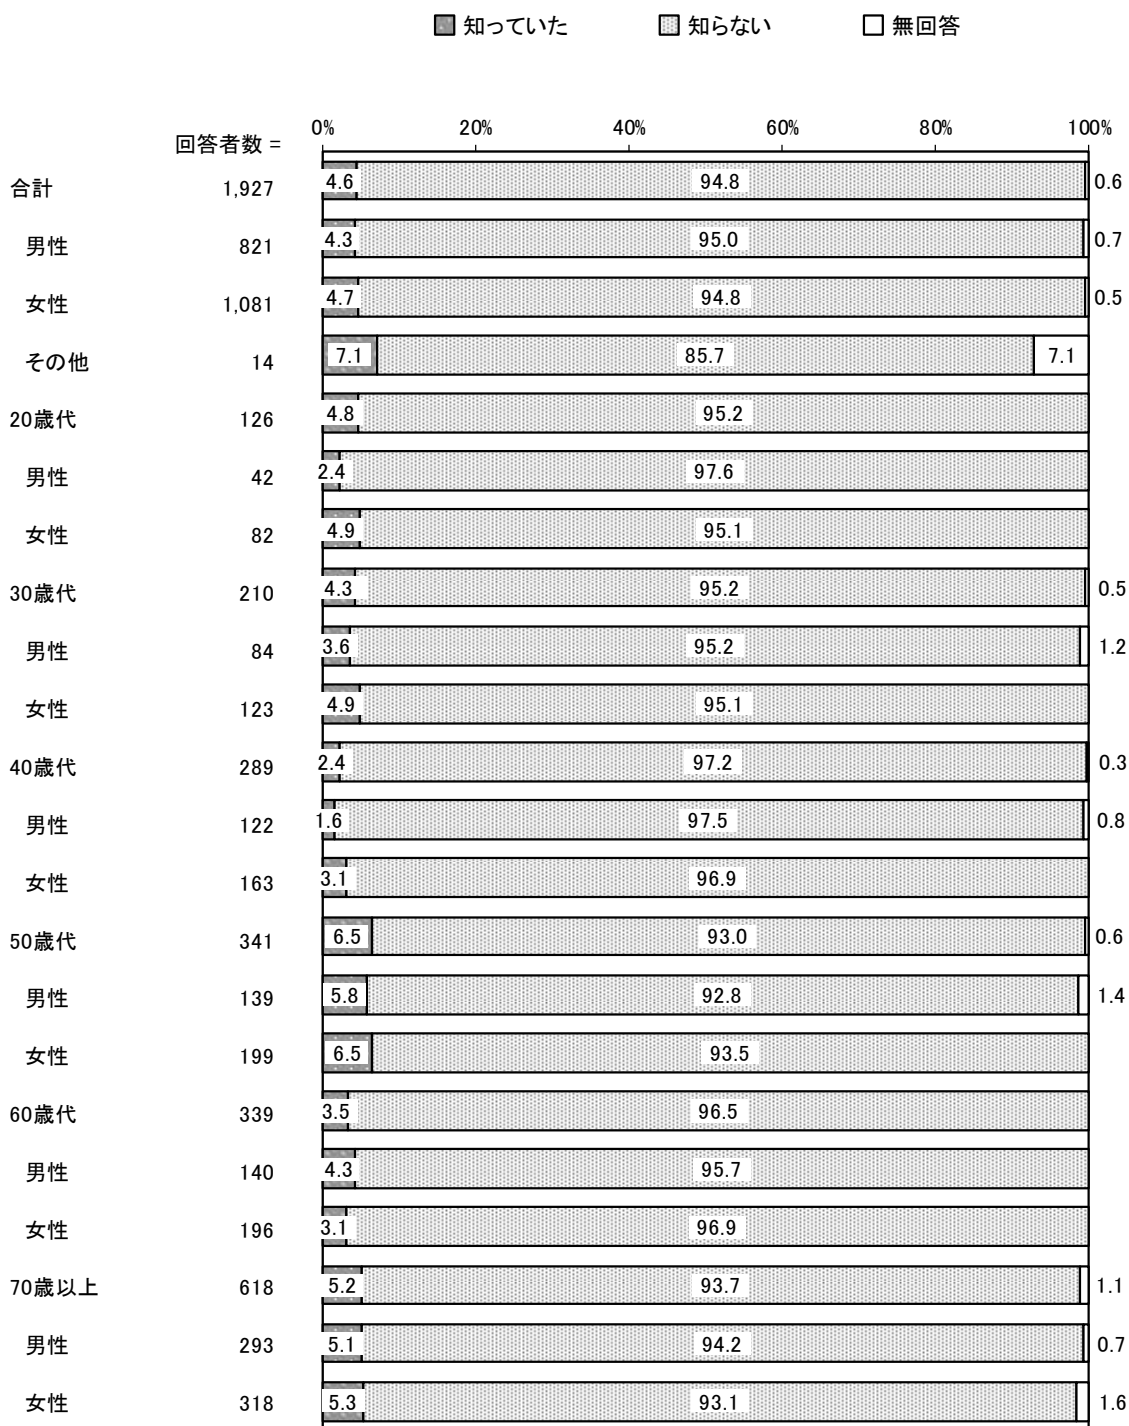 知っていた 知らない 無回答
0% 20% 40% 60% 80% 100%
回答者数 =
合計 1,927 4.6 94.8 0.6
男性 821 4.3 95.0 0.7
女性 1,081 4.7 94.8 0.5
その他 14 7.1 85.7 7.1
20歳代 126 4.8 95.2
男性 42 2.4 97.6
女性 82 4.9 95.1
30歳代 210 4.3 95.2 0.5
男性 84 3.6 95.2 1.2
女性 123 4.9 95.1
40歳代 289 2.4 97.2 0.3
男性 122 1.6 97.5 0.8
女性 163 3.1 96.9
50歳代 341 6.5 93.0 0.6
男性 139 5.8 92.8 1.4
女性 199 6.5 93.5
60歳代 339 3.5 96.5
男性 140 4.3 95.7
女性 196 3.1 96.9
70歳以上 618 5.2 93.7 1.1
男性 293 5.1 94.2 0.7
女性 318 5.3 93.1 1.6